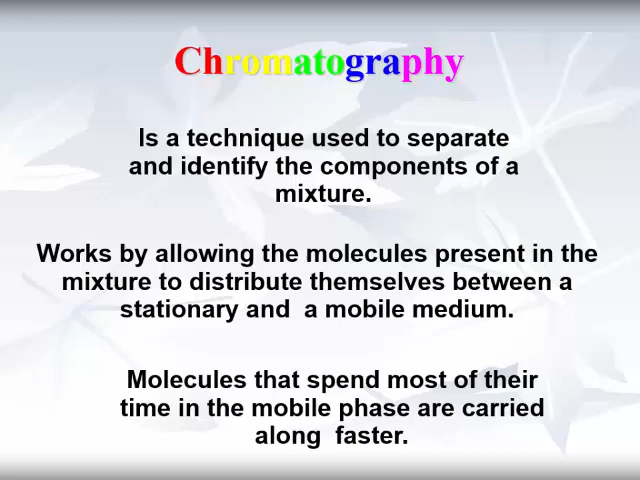 Chromatography
Is a technique used to separate
and identify the components of a
mixture.
Works by allowing the molecules present in the
mixture to distribute themselves between a
stationary and  a mobile medium.
Molecules that spend most of their
time in the mobile phase are carried
along  faster.